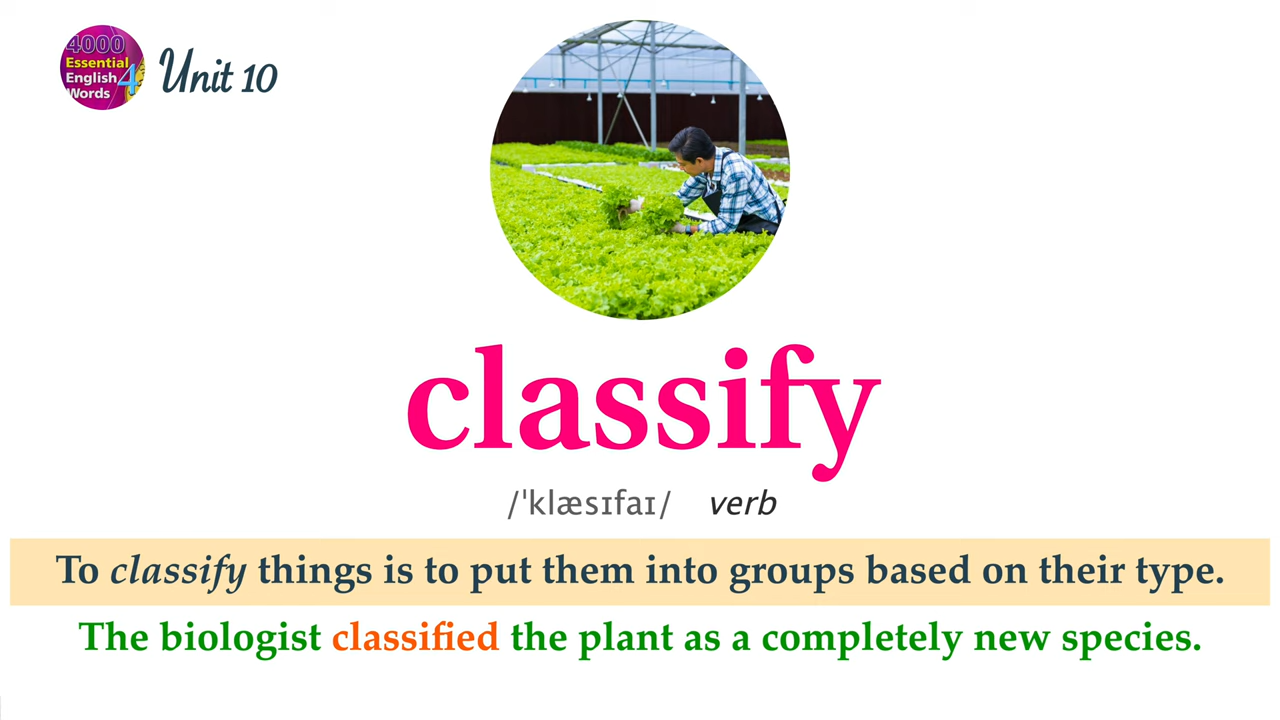 4000
Essential
English
Words
4
Unit 10
classify
/ˈklæsɪfaɪ/ verb
To classify things is to put them into groups based on their type.
The biologist classified the plant as a completely new species.